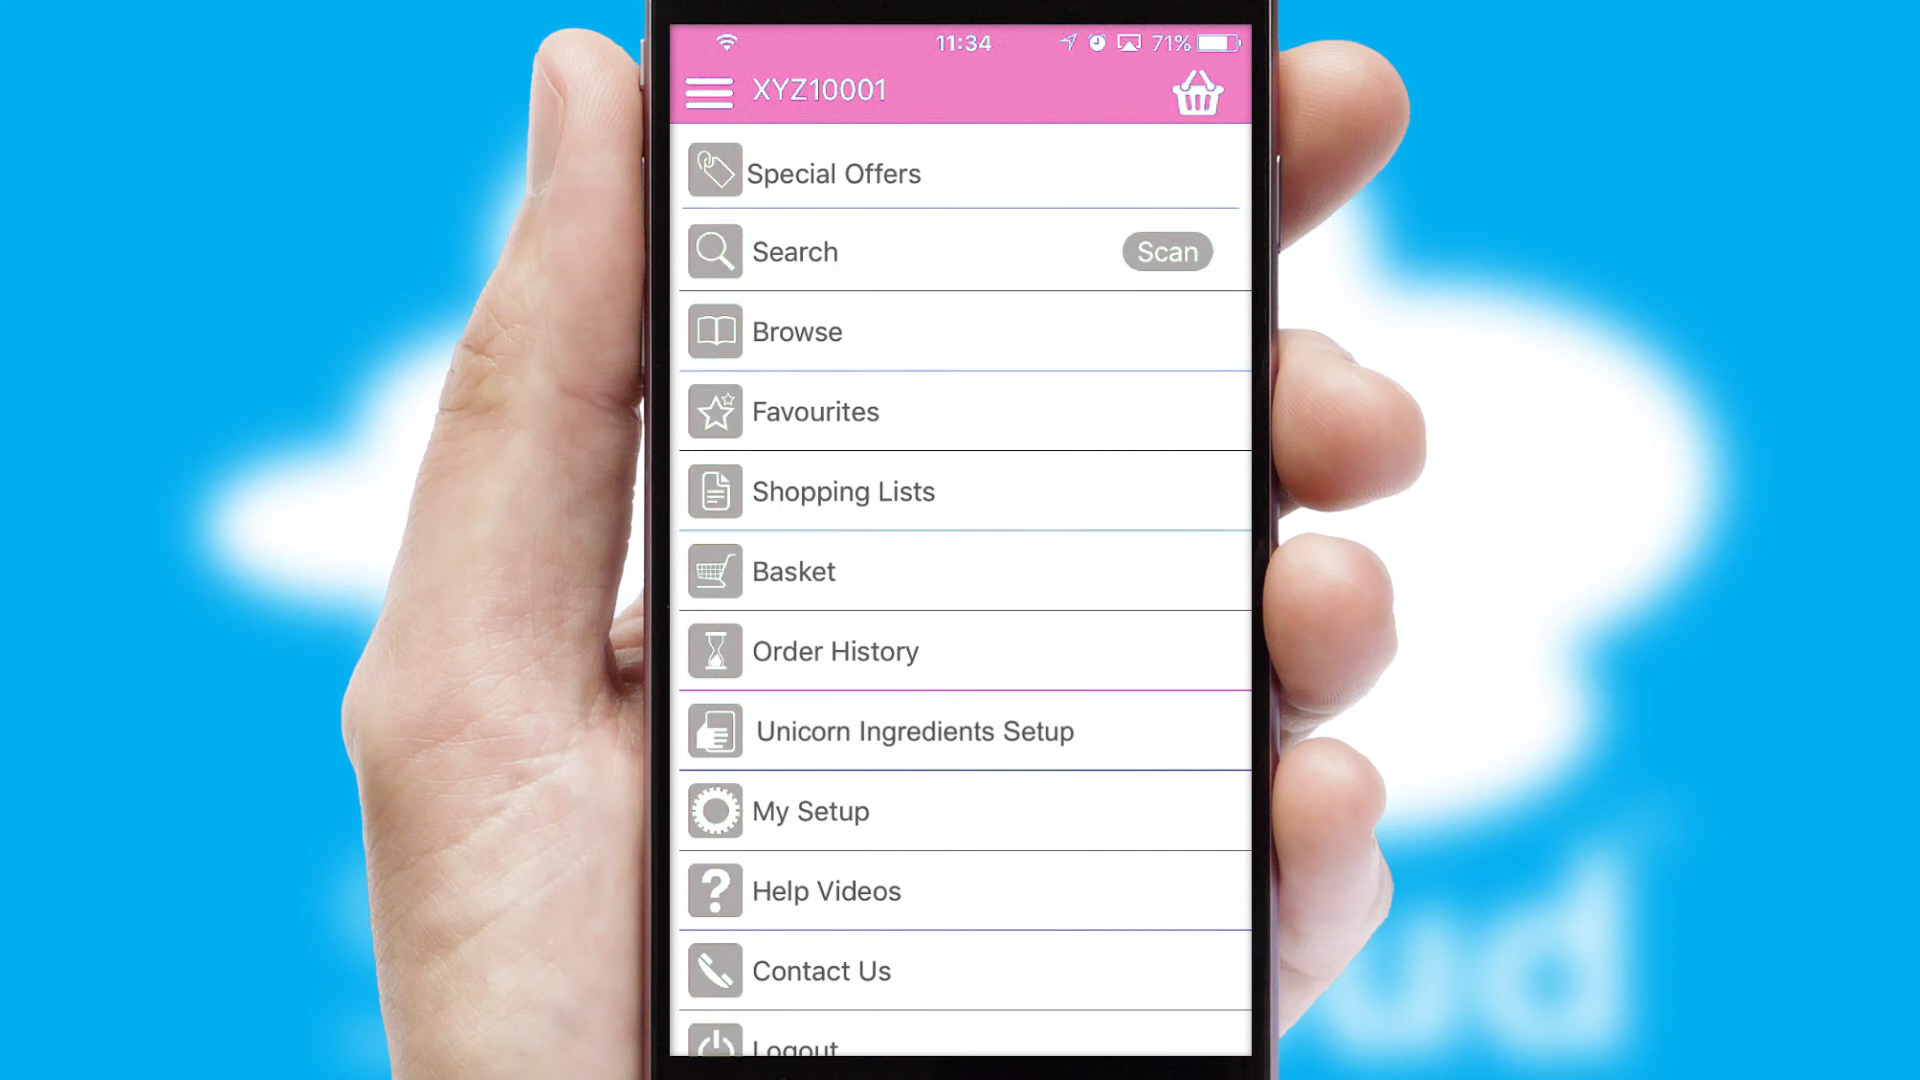 11:34 71%
XYZ10001
Special Offers
Search Scan
Browse
Favourites
Shopping Lists
Basket
Order History
Unicorn Ingredients Setup
My Setup
Help Videos
Contact Us
Logout
ud